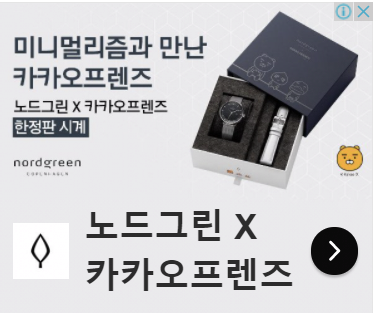 미니멀리즘과 만난
카카오프렌즈
노드그린 X 카카오프렌즈
한정판 시계
nordgreen
COPENHAGEN
노드그린 X
카카오프렌즈